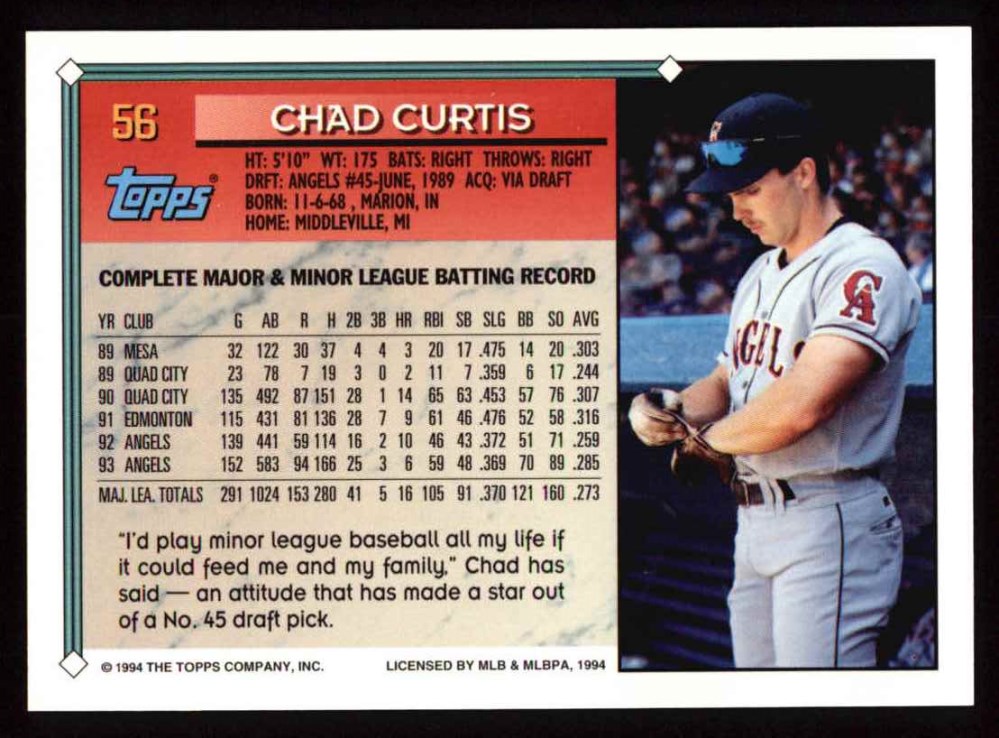 56
CHAD CURTIS
Topps®
HT: 5'10" WT: 175 BATS: RIGHT THROWS: RIGHT
DRFT: ANGELS #45-JUNE, 1989 ACQ: VIA DRAFT
BORN: 11-6-68 , MARION, IN
HOME: MIDDLEVILLE, MI
COMPLETE MAJOR & MINOR LEAGUE BATTING RECORD
YR CLUB G AB R H 2B 3B HR RBI SB SLG BB SO AVG
89 MESA 32 122 30 37 4 4 3 20 17 .475 14 20 .303
89 QUAD CITY 23 78 7 19 3 0 2 11 7 .359 6 17 .244
90 QUAD CITY 135 492 87 151 28 1 14 65 63 .453 57 76 .307
91 EDMONTON 115 431 81 136 28 7 9 61 46 .476 52 58 .316
92 ANGELS 139 441 59 114 16 2 10 46 43 .372 51 71 .259
93 ANGELS 152 583 94 166 25 3 6 59 48 .369 70 89 .285
MAJ. LEA. TOTALS 291 1024 153 280 41 5 16 105 91 .370 121 160 .273
"I'd play minor league baseball all my life if
it could feed me and my family," Chad has
said — an attitude that has made a star out
of a No. 45 draft pick.
© 1994 THE TOPPS COMPANY, INC. LICENSED BY MLB & MLBPA, 1994
CA
NGEL